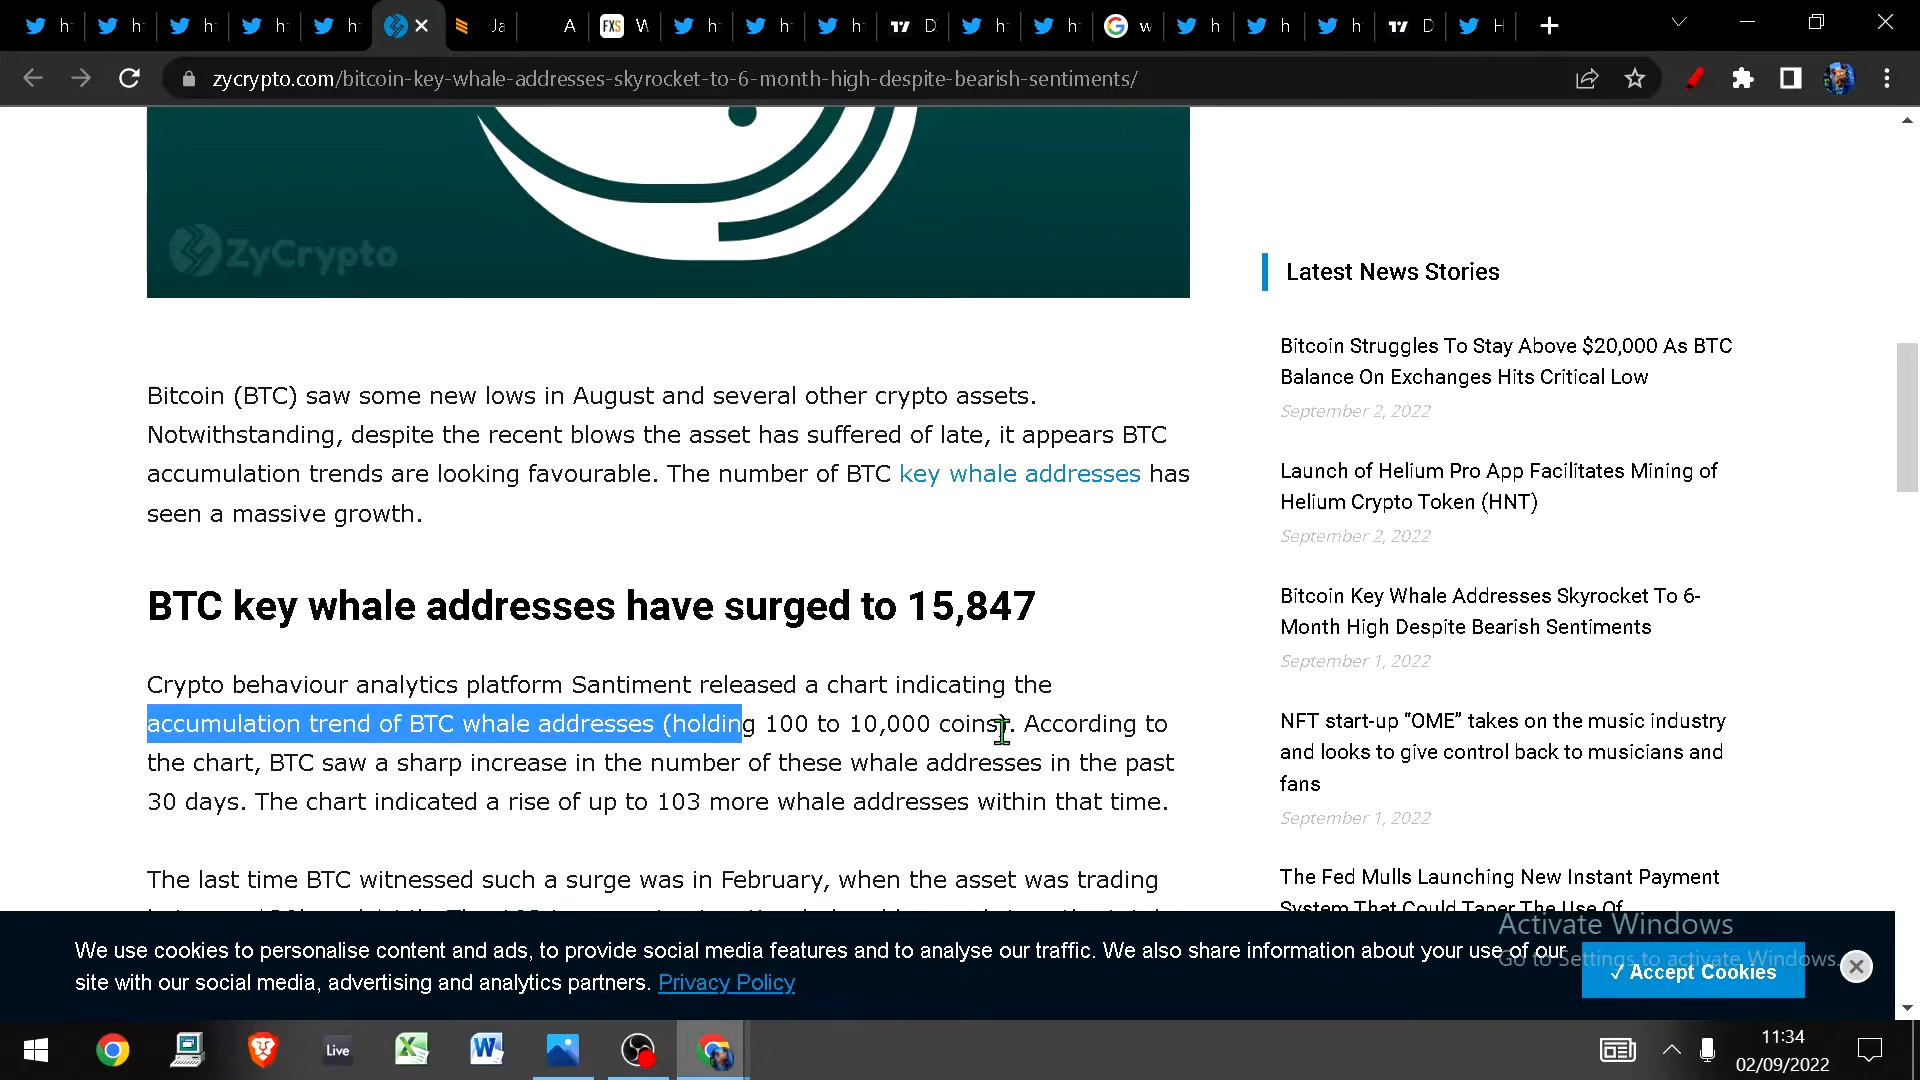 h
h
h
h
h
Ja
A
FXS W
h
h
h
D
h
h
w
h
h
h
D
H
zycrypto.com/bitcoin-key-whale-addresses-skyrocket-to-6-month-high-despite-bearish-sentiments/
ZyCrypto
Bitcoin (BTC) saw some new lows in August and several other crypto assets.
Notwithstanding, despite the recent blows the asset has suffered of late, it appears BTC
accumulation trends are looking favourable. The number of BTC key whale addresses has
seen a massive growth.
BTC key whale addresses have surged to 15,847
Crypto behaviour analytics platform Santiment released a chart indicating the
accumulation trend of BTC whale addresses (holding 100 to 10,000 coins). According to
the chart, BTC saw a sharp increase in the number of these whale addresses in the past
30 days. The chart indicated a rise of up to 103 more whale addresses within that time.
The last time BTC witnessed such a surge was in February, when the asset was trading
Latest News Stories
Bitcoin Struggles To Stay Above $20,000 As BTC
Balance On Exchanges Hits Critical Low
September 2, 2022
Launch of Helium Pro App Facilitates Mining of
Helium Crypto Token (HNT)
September 2, 2022
Bitcoin Key Whale Addresses Skyrocket To 6-
Month High Despite Bearish Sentiments
September 1, 2022
NFT start-up “OME” takes on the music industry
and looks to give control back to musicians and
fans
September 1, 2022
The Fed Mulls Launching New Instant Payment
System That Could Taper The Use Of
Activate Windows
Go to Settings to activate Windows.
We use cookies to personalise content and ads, to provide social media features and to analyse our traffic. We also share information about your use of our
site with our social media, advertising and analytics partners. Privacy Policy
✓ Accept Cookies
Live
11:34
02/09/2022